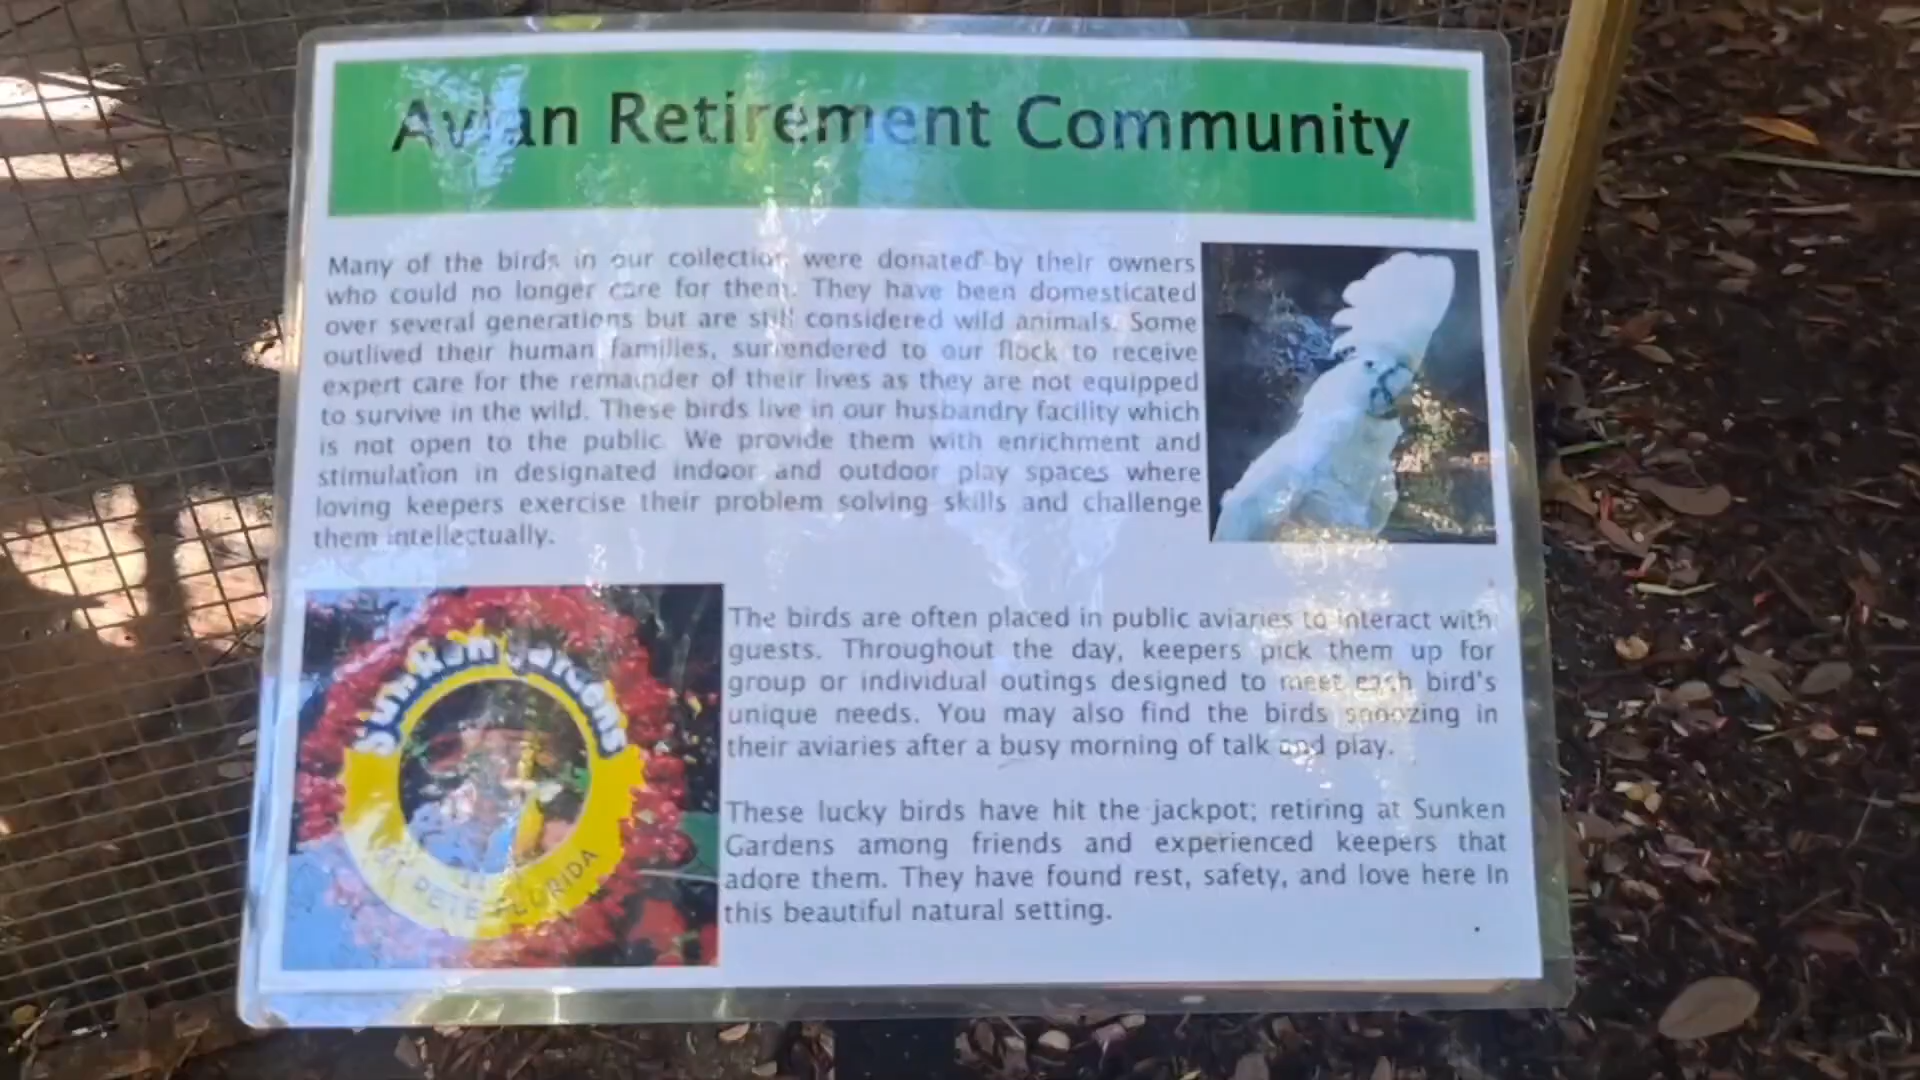 Avian Retirement Community
Many of the birds in our collection were donated by their owners
who could no longer care for them. They have been domesticated
over several generations but are still considered wild animals. Some
outlived their human families, surrendered to our flock to receive
expert care for the remainder of their lives as they are not equipped
to survive in the wild. These birds live in our husbandry facility which
is not open to the public. We provide them with enrichment and
stimulation in designated indoor and outdoor play spaces where
loving keepers exercise their problem solving skills and challenge
them intellectually.
sunken gardens
ST PETE FLORIDA
The birds are often placed in public aviaries to interact with
guests. Throughout the day, keepers pick them up for
group or individual outings designed to meet each bird's
unique needs. You may also find the birds snoozing in
their aviaries after a busy morning of talk and play.
These lucky birds have hit the jackpot; retiring at Sunken
Gardens among friends and experienced keepers that
adore them. They have found rest, safety, and love here in
this beautiful natural setting.